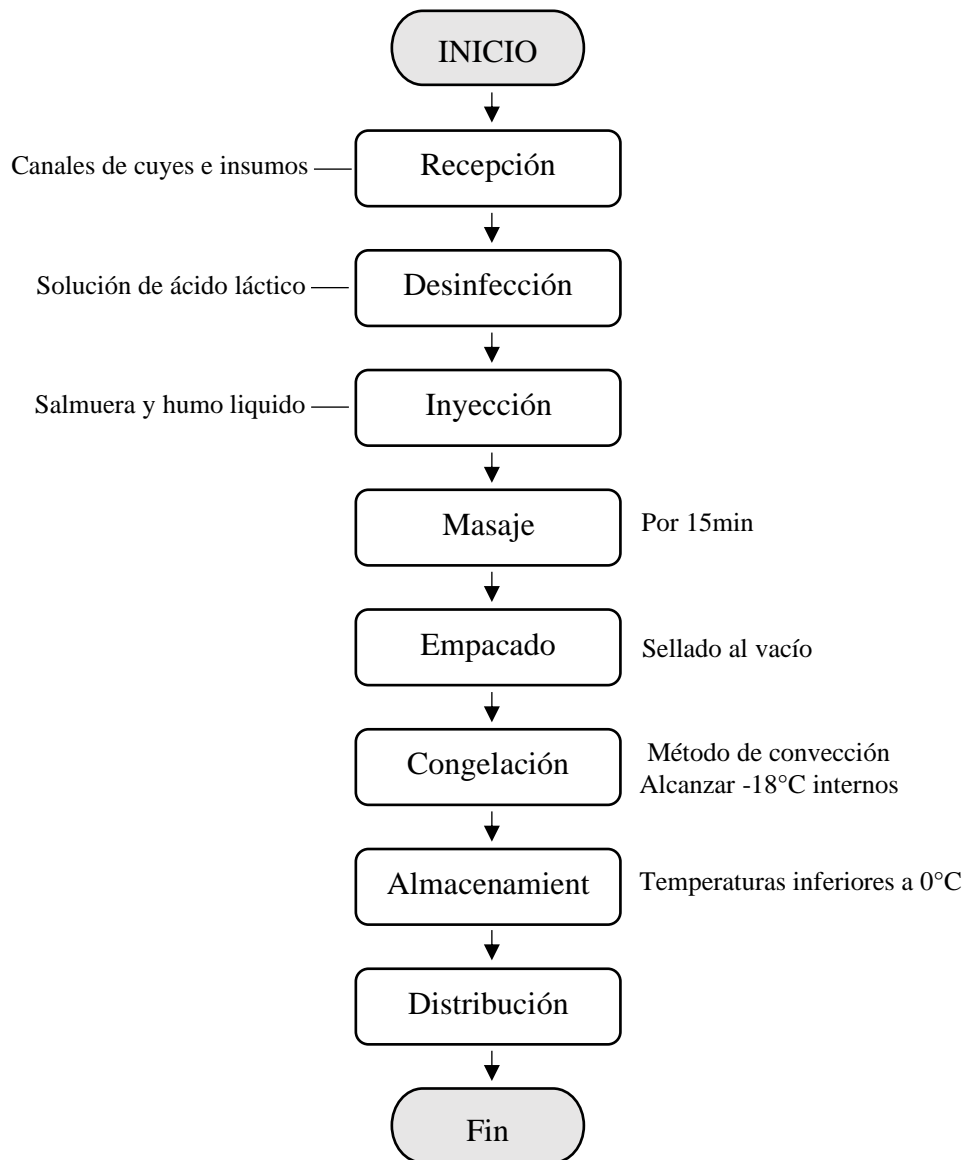 INICIO
Canales de cuyes e insumos
Recepción
Solución de ácido láctico
Desinfección
Salmuera y humo liquido
Inyección
Masaje
Por 15min
Empacado
Sellado al vacío
Congelación
Método de convección
Alcanzar -18°C internos
Almacenamient
Temperaturas inferiores a 0°C
Distribución
Fin